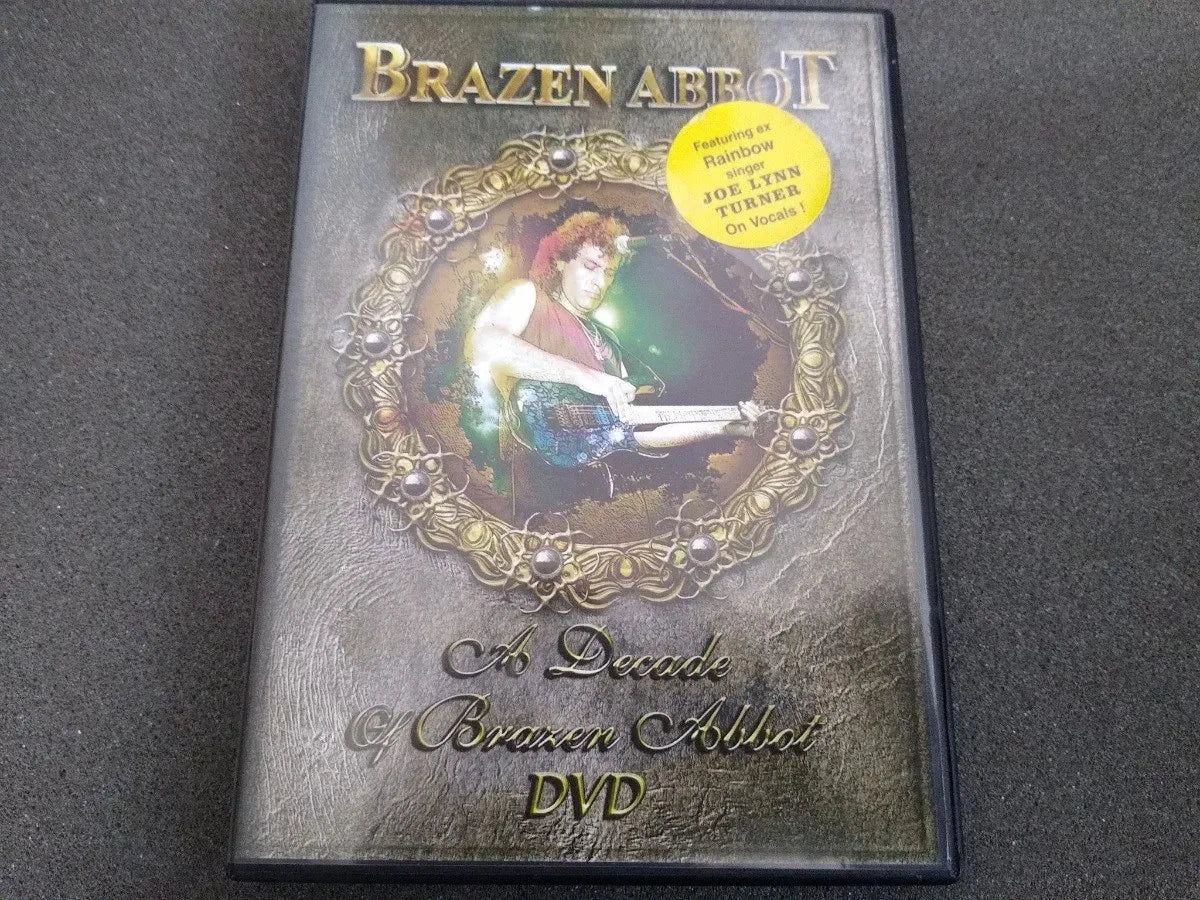 BRAZEN ABBOT
Featuring ex
Rainbow
singer
JOE LYNN
TURNER
On Vocals !
A Decade
Of Brazen Abbot
DVD